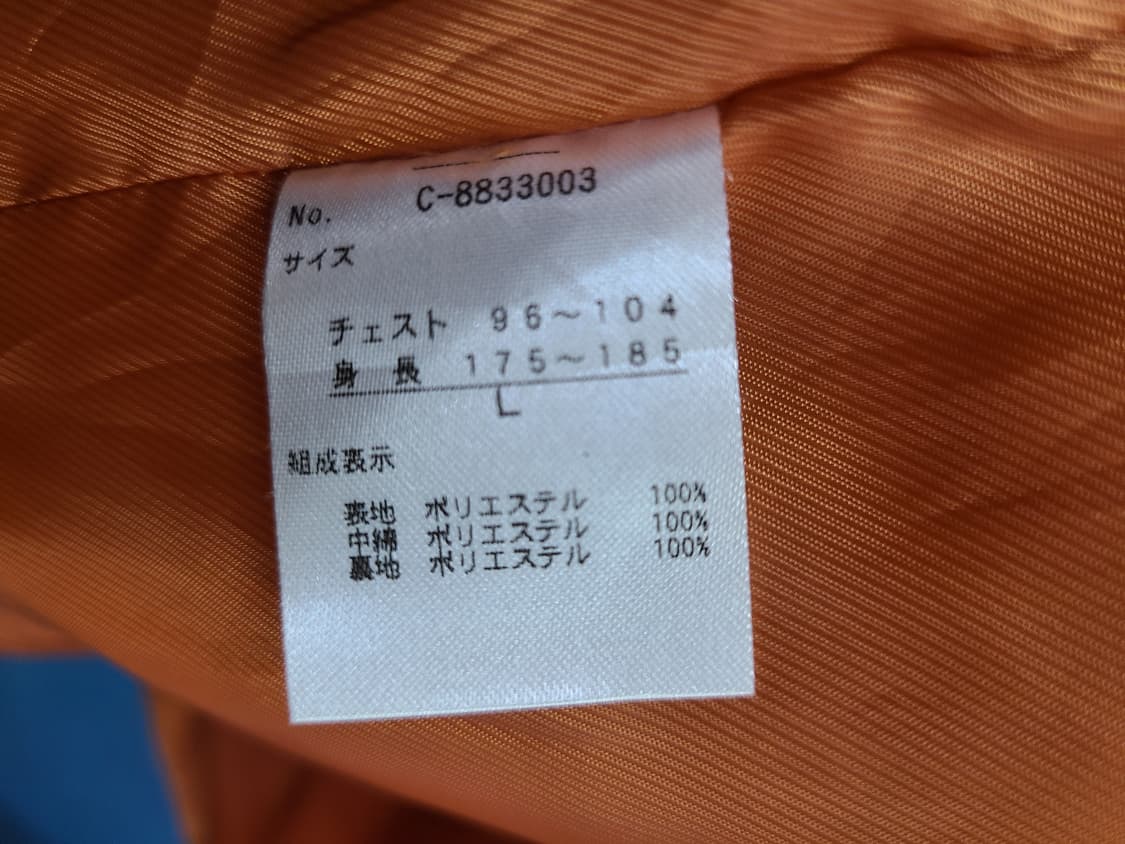 No. C-8833003
サイズ
チェスト 96～104
身長 175～185
L
組成表示
表地 ポリエステル 100%
中綿 ポリエステル 100%
裏地 ポリエステル 100%